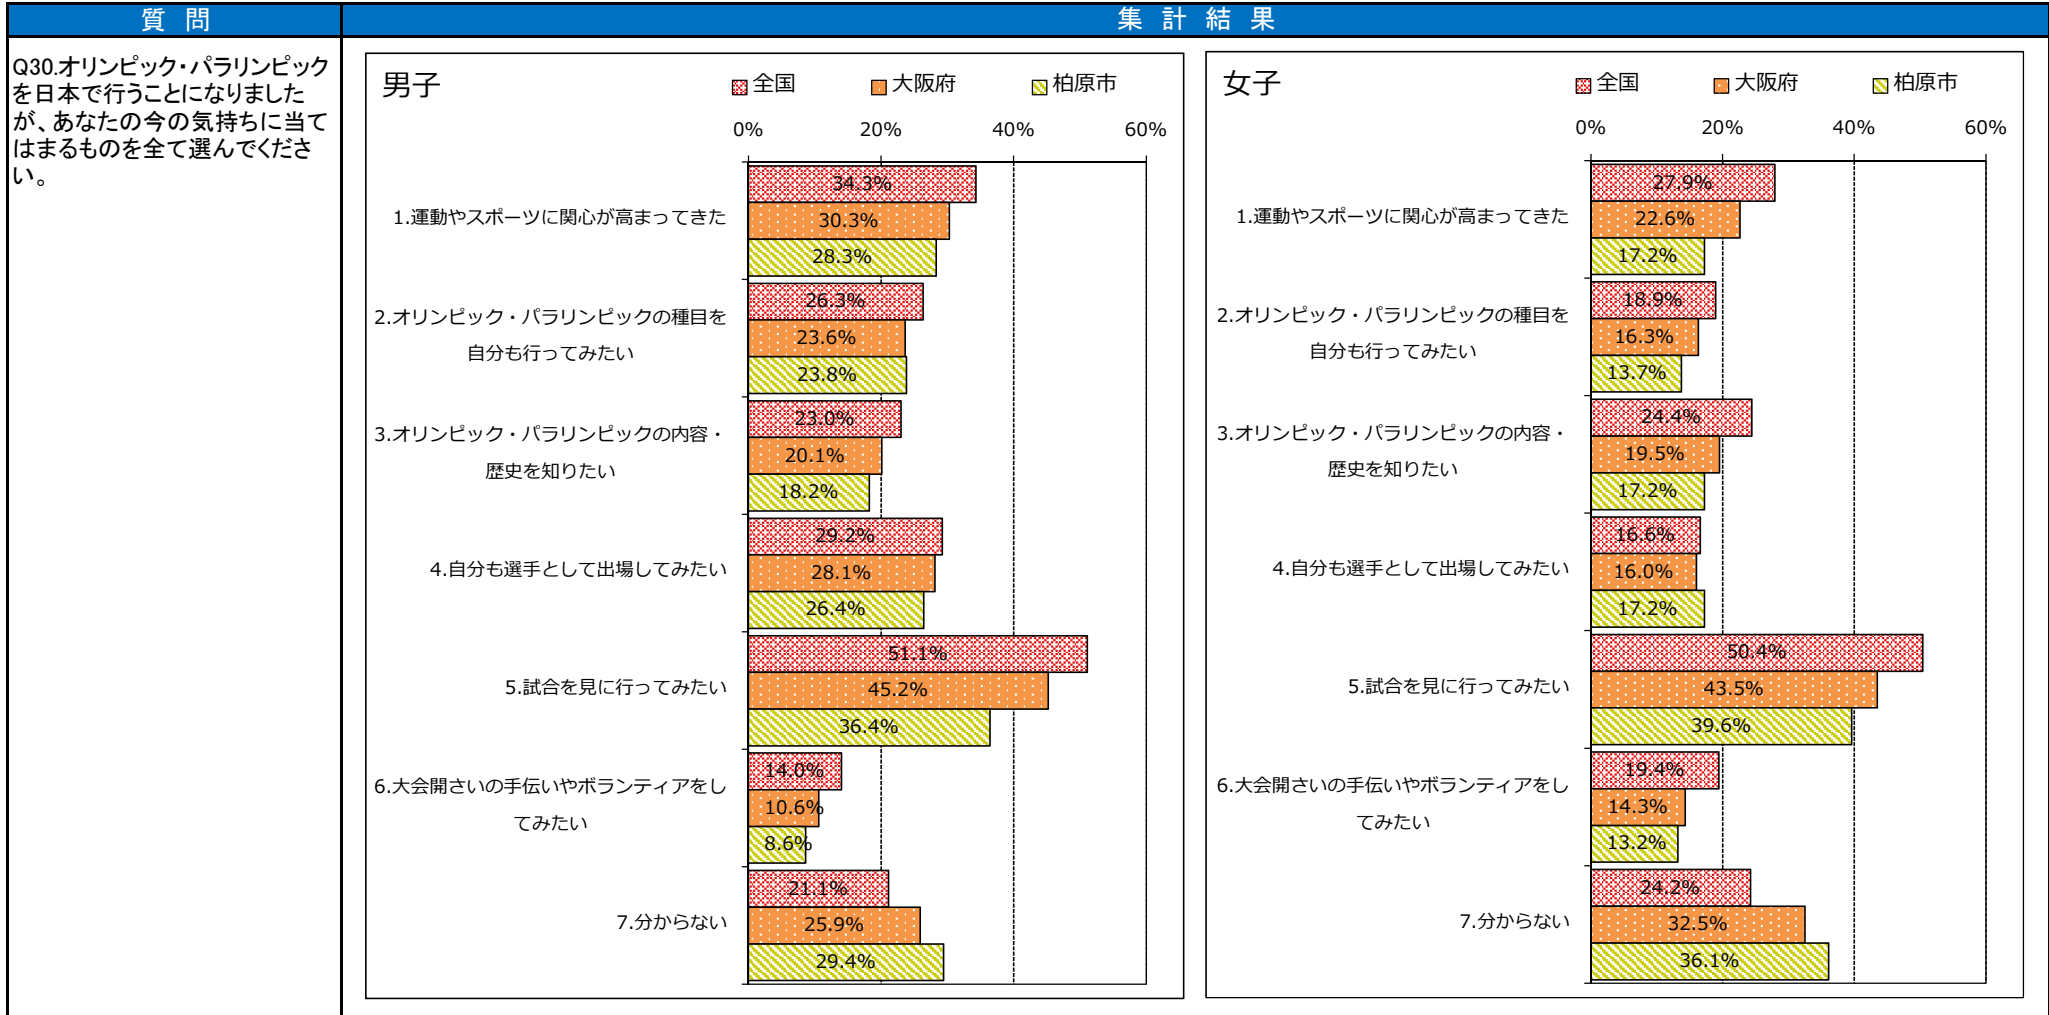 質 問
集 計 結 果
Q30.オリンピック・パラリンピック
を日本で行うことになりました
が、あなたの今の気持ちに当て
はまるものを全て選んでくださ
い。
男子
全国 大阪府 柏原市
0% 20% 40% 60%
1.運動やスポーツに関心が高まってきた
34.3%
30.3%
28.3%
2.オリンピック・パラリンピックの種目を
自分も行ってみたい
26.3%
23.6%
23.8%
3.オリンピック・パラリンピックの内容・
歴史を知りたい
23.0%
20.1%
18.2%
4.自分も選手として出場してみたい
29.2%
28.1%
26.4%
5.試合を見に行ってみたい
51.1%
45.2%
36.4%
6.大会開さいの手伝いやボランティアをし
てみたい
14.0%
10.6%
8.6%
7.分からない
21.1%
25.9%
29.4%
女子
全国 大阪府 柏原市
0% 20% 40% 60%
1.運動やスポーツに関心が高まってきた
27.9%
22.6%
17.2%
2.オリンピック・パラリンピックの種目を
自分も行ってみたい
18.9%
16.3%
13.7%
3.オリンピック・パラリンピックの内容・
歴史を知りたい
24.4%
19.5%
17.2%
4.自分も選手として出場してみたい
16.6%
16.0%
17.2%
5.試合を見に行ってみたい
50.4%
43.5%
39.6%
6.大会開さいの手伝いやボランティアをし
てみたい
19.4%
14.3%
13.2%
7.分からない
24.2%
32.5%
36.1%